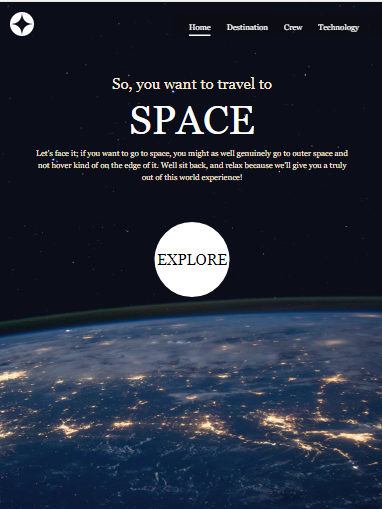 Home Destination Crew Technology
So, you want to travel to
SPACE
Let's face it; if you want to go to space, you might as well genuinely go to outer space and
not hover kind of on the edge of it. Well sit back, and relax because we'll give you a truly
out of this world experience!
EXPLORE